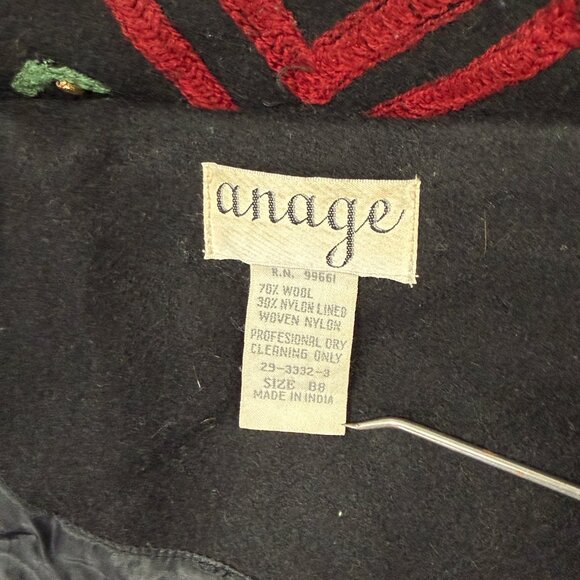 anage
R.N. 99661
70% WOOL
30% NYLON LINED
WOVEN NYLON
PROFESIONAL DRY
CLEANING ONLY
29-3332-3
SIZE B8
MADE IN INDIA